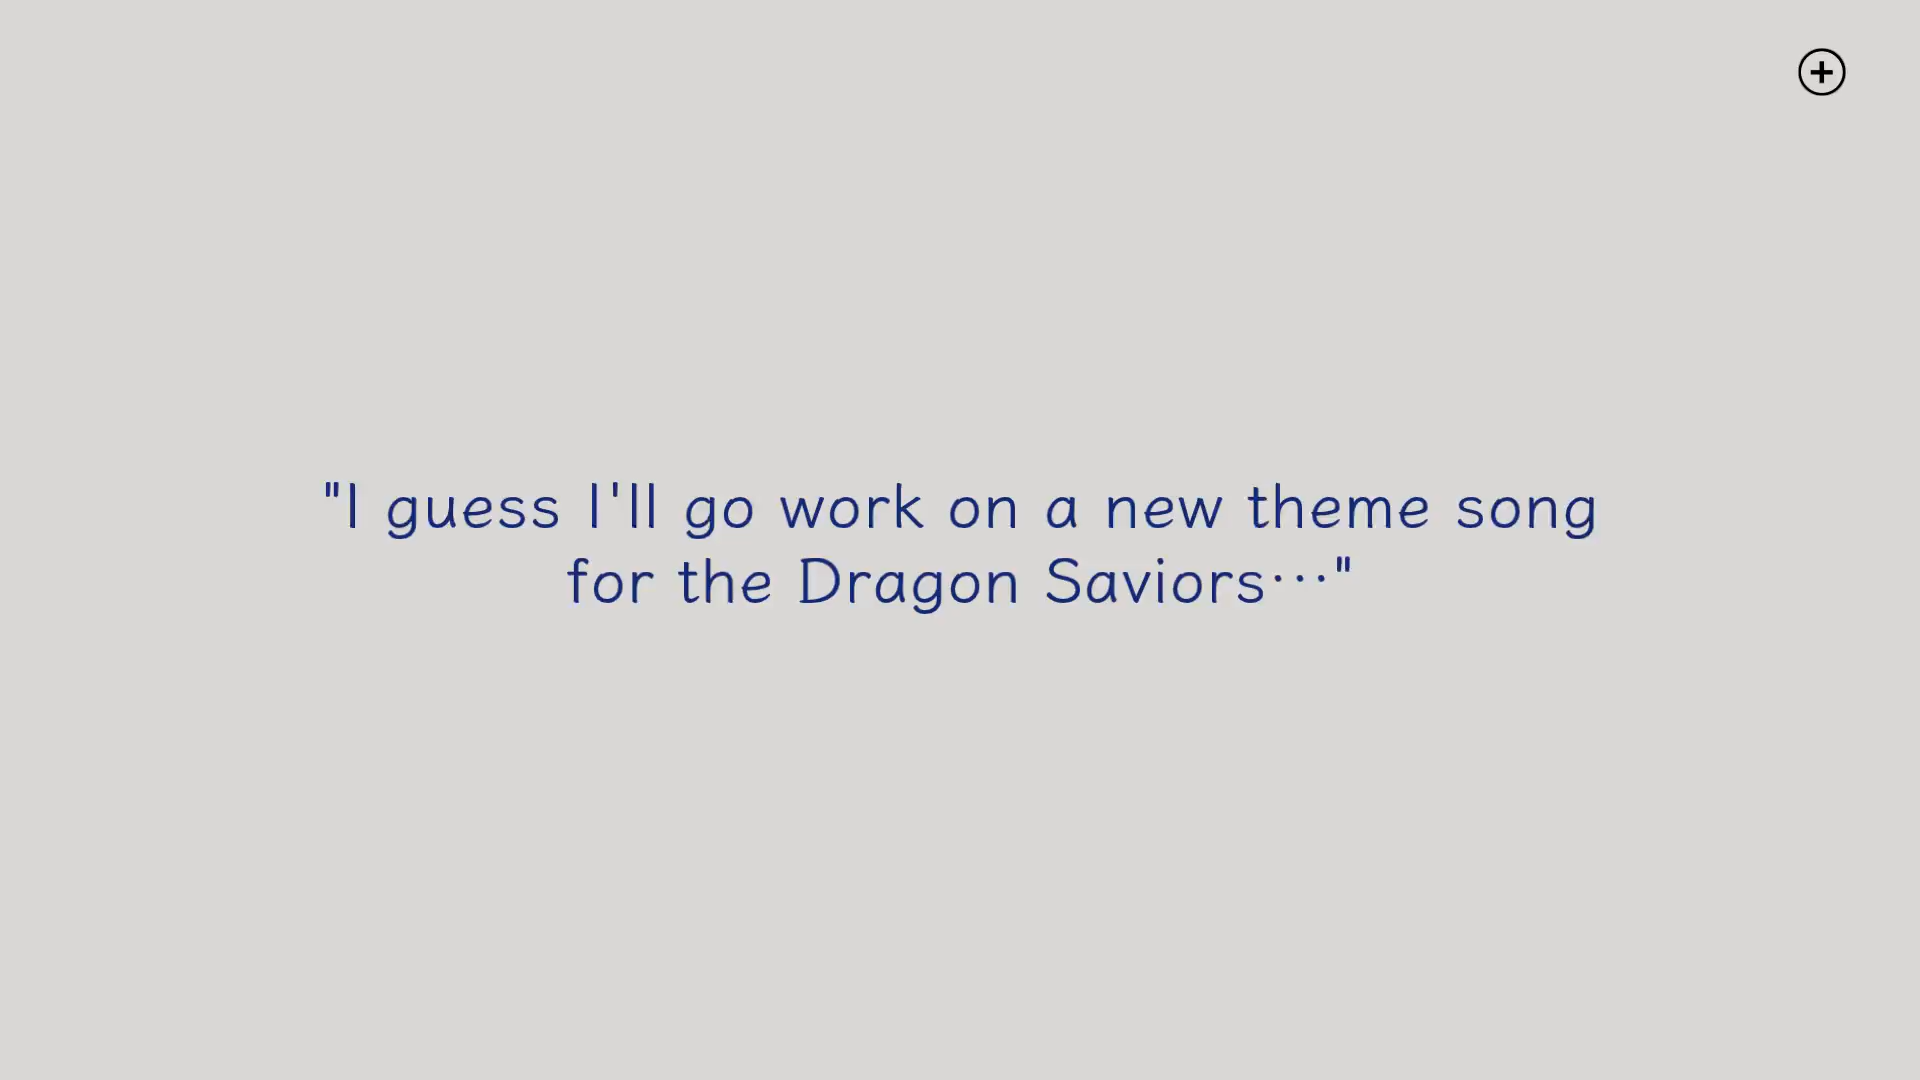 "I guess I'll go work on a new theme song
for the Dragon Saviors···"